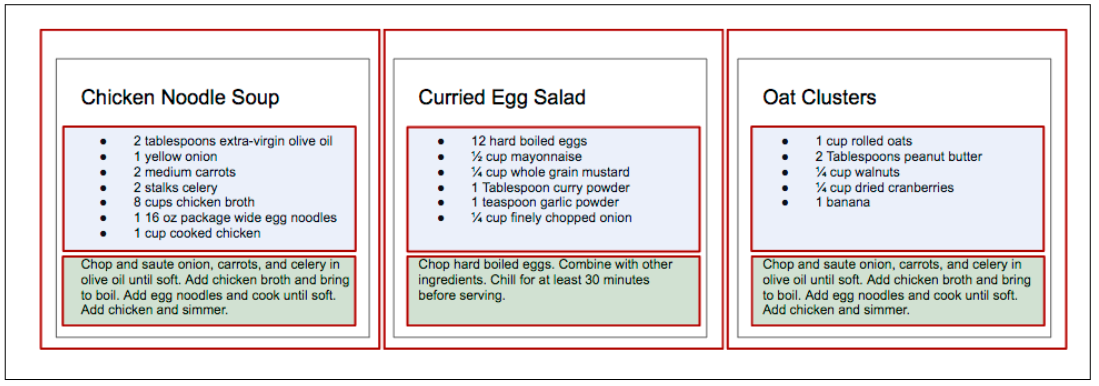 Chicken Noodle Soup
● 2 tablespoons extra-virgin olive oil
● 1 yellow onion
● 2 medium carrots
● 2 stalks celery
● 8 cups chicken broth
● 1 16 oz package wide egg noodles
● 1 cup cooked chicken
Chop and saute onion, carrots, and celery in
olive oil until soft. Add chicken broth and bring
to boil. Add egg noodles and cook until soft.
Add chicken and simmer.
Curried Egg Salad
● 12 hard boiled eggs
● ½ cup mayonnaise
● ¼ cup whole grain mustard
● 1 Tablespoon curry powder
● 1 teaspoon garlic powder
● ¼ cup finely chopped onion
Chop hard boiled eggs. Combine with other
ingredients. Chill for at least 30 minutes
before serving.
Oat Clusters
● 1 cup rolled oats
● 2 Tablespoons peanut butter
● ¼ cup walnuts
● ¼ cup dried cranberries
● 1 banana
Chop and saute onion, carrots, and celery in
olive oil until soft. Add chicken broth and bring
to boil. Add egg noodles and cook until soft.
Add chicken and simmer.